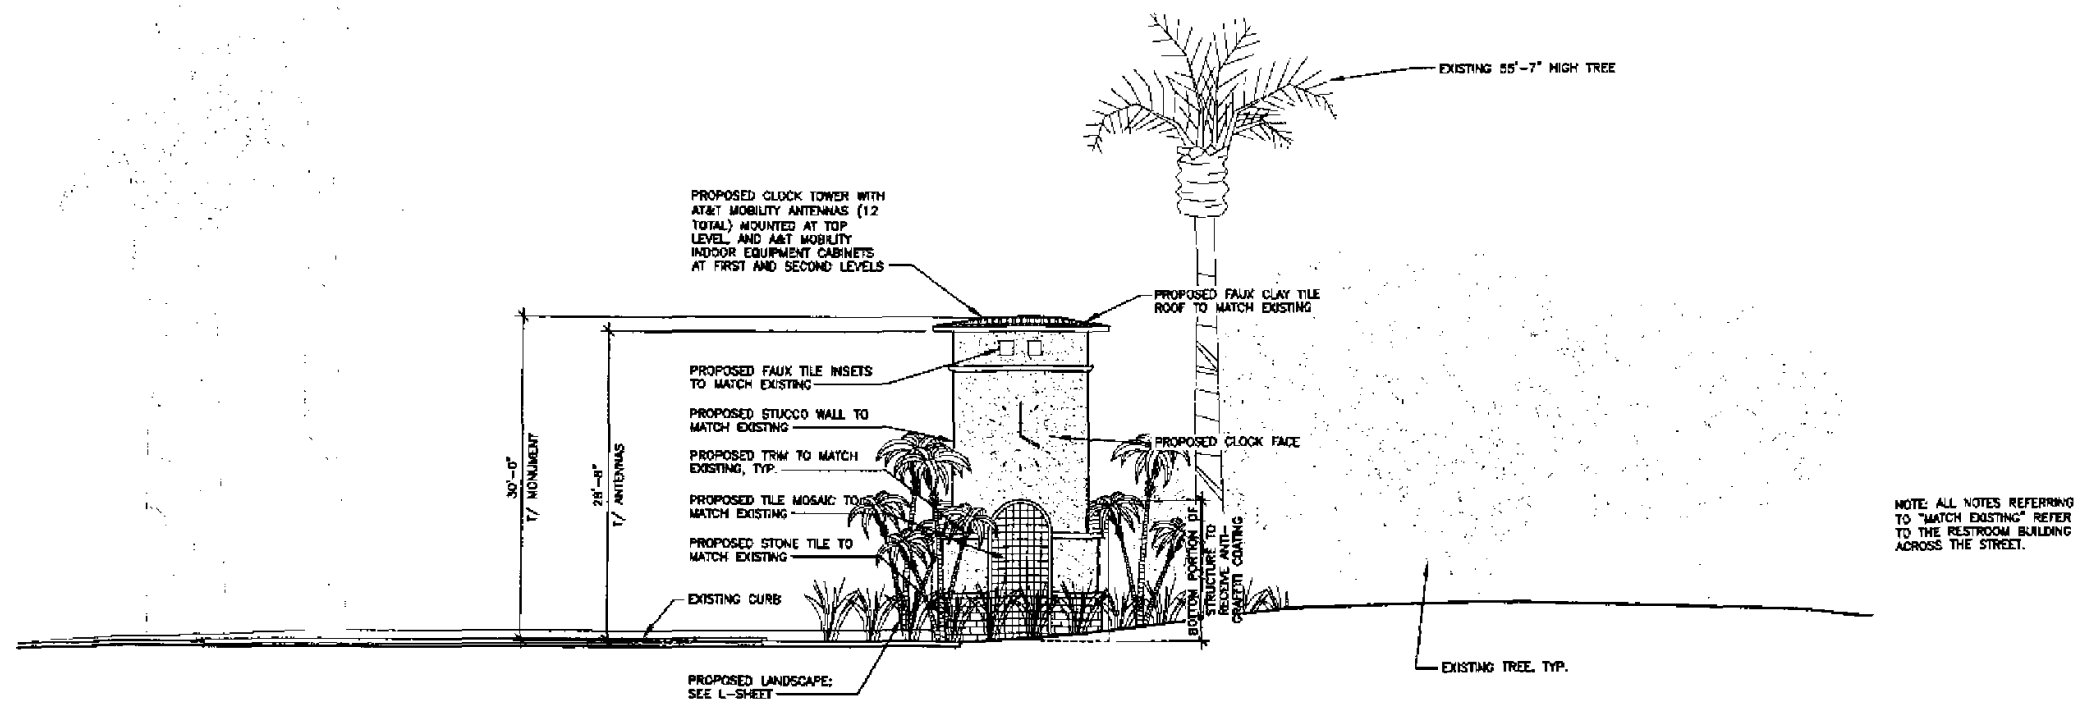 EXISTING 55'-7" HIGH TREE
PROPOSED CLOCK TOWER WITH
AT&T MOBILITY ANTENNAS (12
TOTAL) MOUNTED AT TOP
LEVEL, AND A&T MOBILITY
INDOOR EQUIPMENT CABINETS
AT FIRST AND SECOND LEVELS
PROPOSED FAUX CLAY TILE
ROOF TO MATCH EXISTING
PROPOSED FAUX TILE INSETS
TO MATCH EXISTING
PROPOSED STUCCO WALL TO
MATCH EXISTING
PROPOSED CLOCK FACE
PROPOSED TRIM TO MATCH
EXISTING, TYP.
PROPOSED TILE MOSAIC TO
MATCH EXISTING
PROPOSED STONE TILE TO
MATCH EXISTING
30'-0"
T/ MONUMENT
28'-8"
T/ ANTENNAS
BOTTOM PORTION OF
STRUCTURE TO
RECEIVE ANTI-
GRAFFITI COATING
NOTE: ALL NOTES REFERRING
TO "MATCH EXISTING" REFER
TO THE RESTROOM BUILDING
ACROSS THE STREET.
EXISTING CURB
EXISTING TREE, TYP.
PROPOSED LANDSCAPE;
SEE L-SHEET